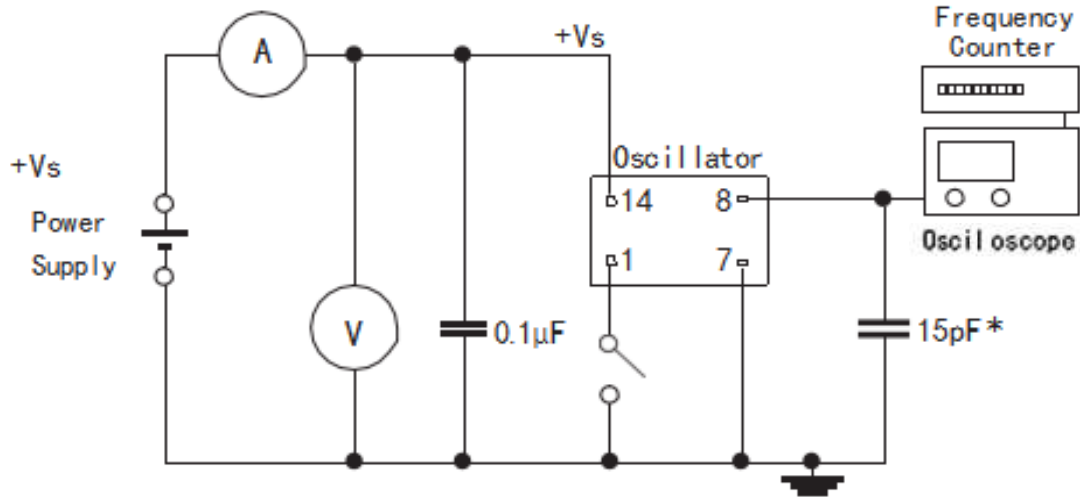 Frequency
Counter
A
+Vs
+Vs
Power
Supply
Oscillator
14
8
1
7
Osciloscope
V
0.1µF
15pF*